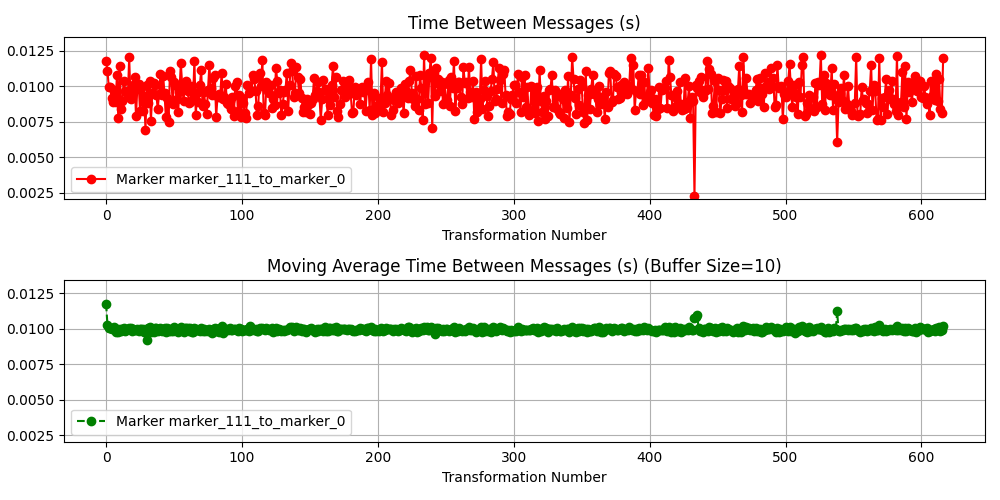 Time Between Messages (s)
0.0125
0.0100
0.0075
0.0050
0.0025
Marker marker_111_to_marker_0
0 100 200 300 400 500 600
Transformation Number
Moving Average Time Between Messages (s) (Buffer Size=10)
0.0125
0.0100
0.0075
0.0050
0.0025
Marker marker_111_to_marker_0
0 100 200 300 400 500 600
Transformation Number